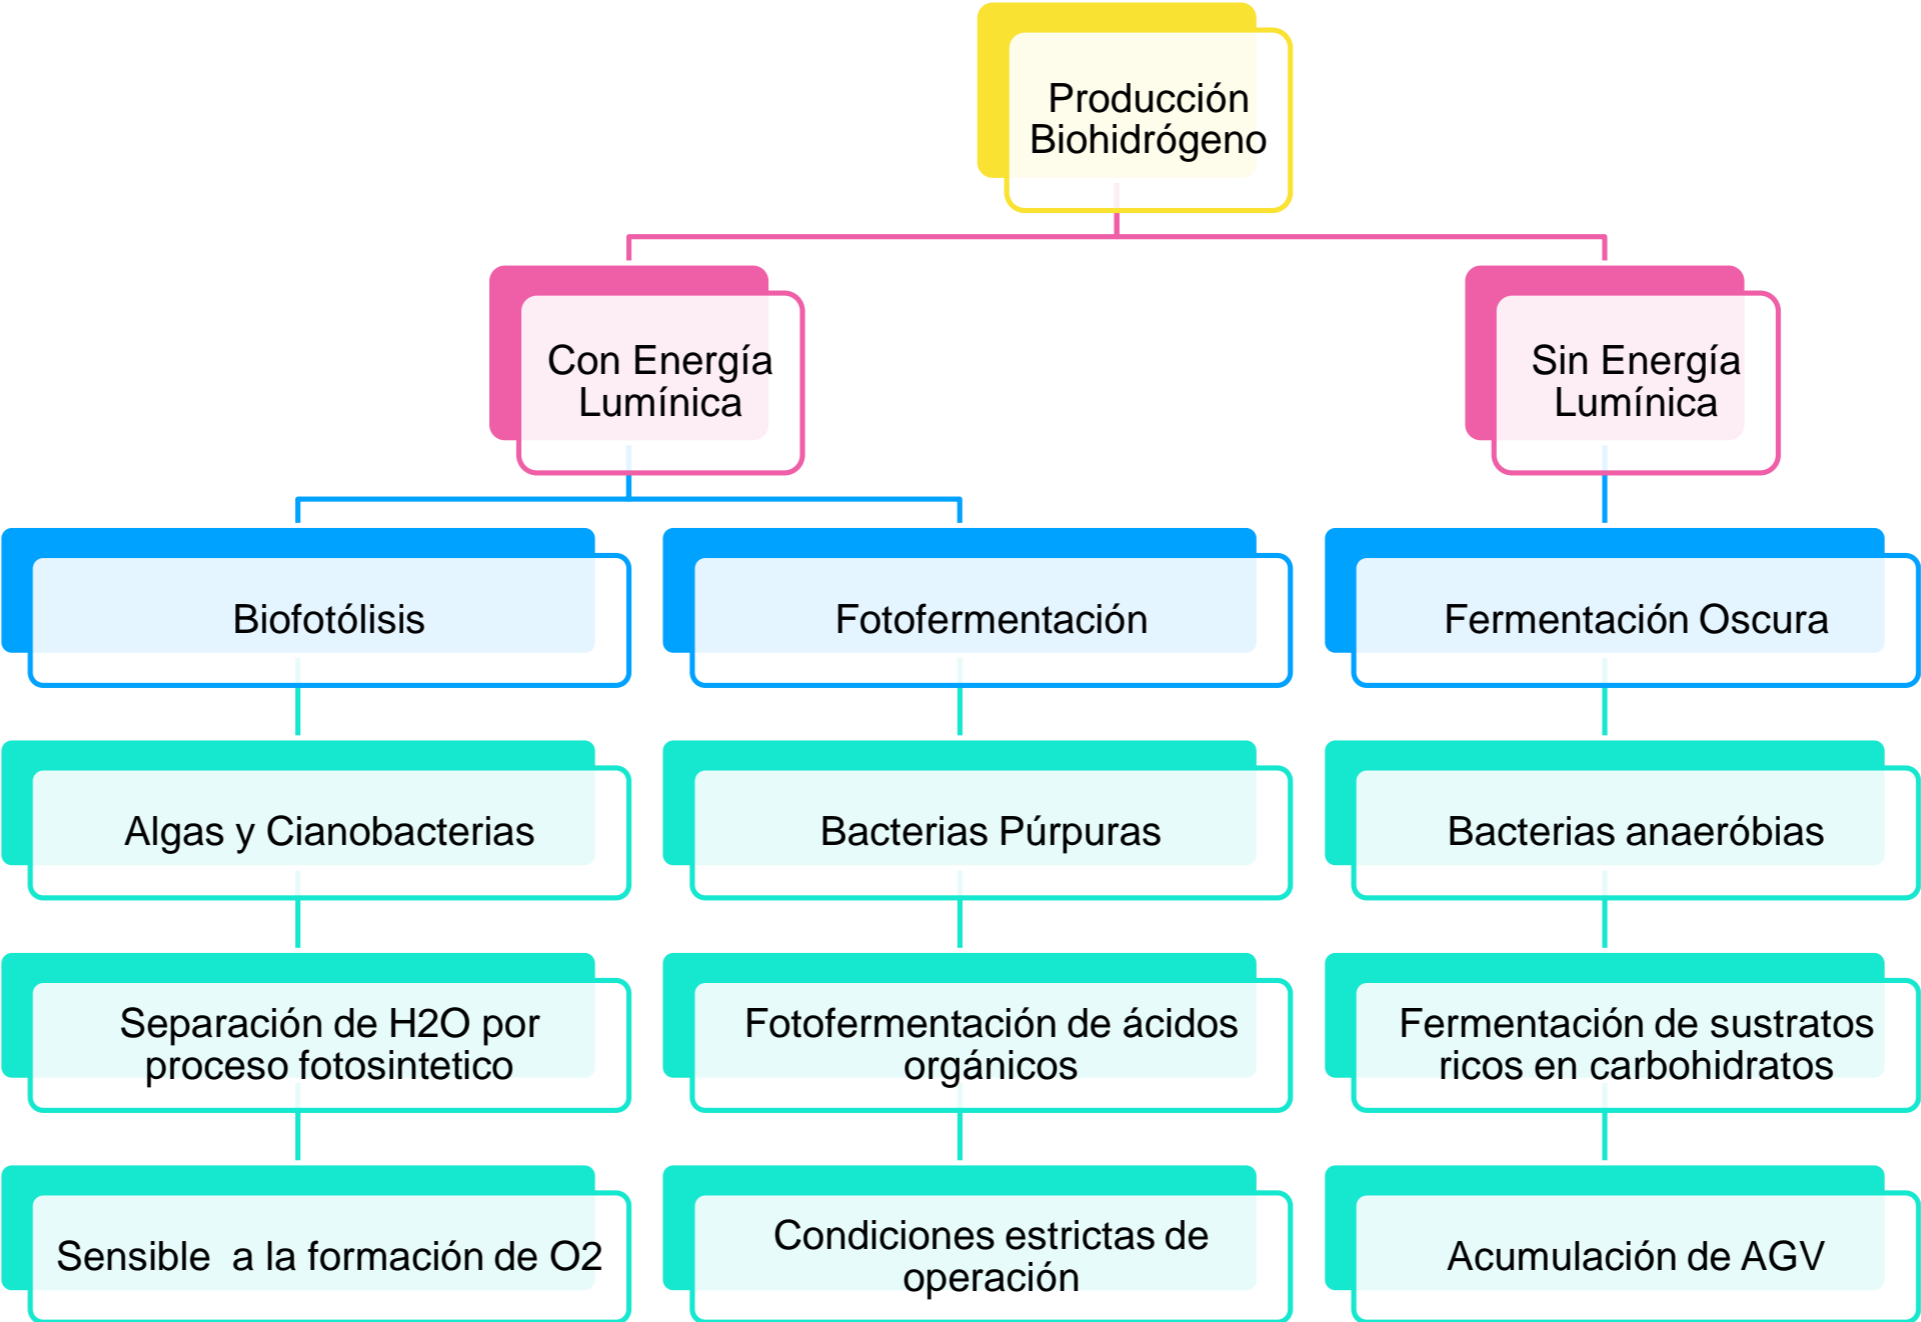 Producción
Biohidrógeno
Con Energía
Lumínica
Sin Energía
Lumínica
Biofotólisis
Fotofermentación
Fermentación Oscura
Algas y Cianobacterias
Bacterias Púrpuras
Bacterias anaeróbias
Separación de H2O por
proceso fotosintetico
Fotofermentación de ácidos
orgánicos
Fermentación de sustratos
ricos en carbohidratos
Sensible  a la formación de O2
Condiciones estrictas de
operación
Acumulación de AGV